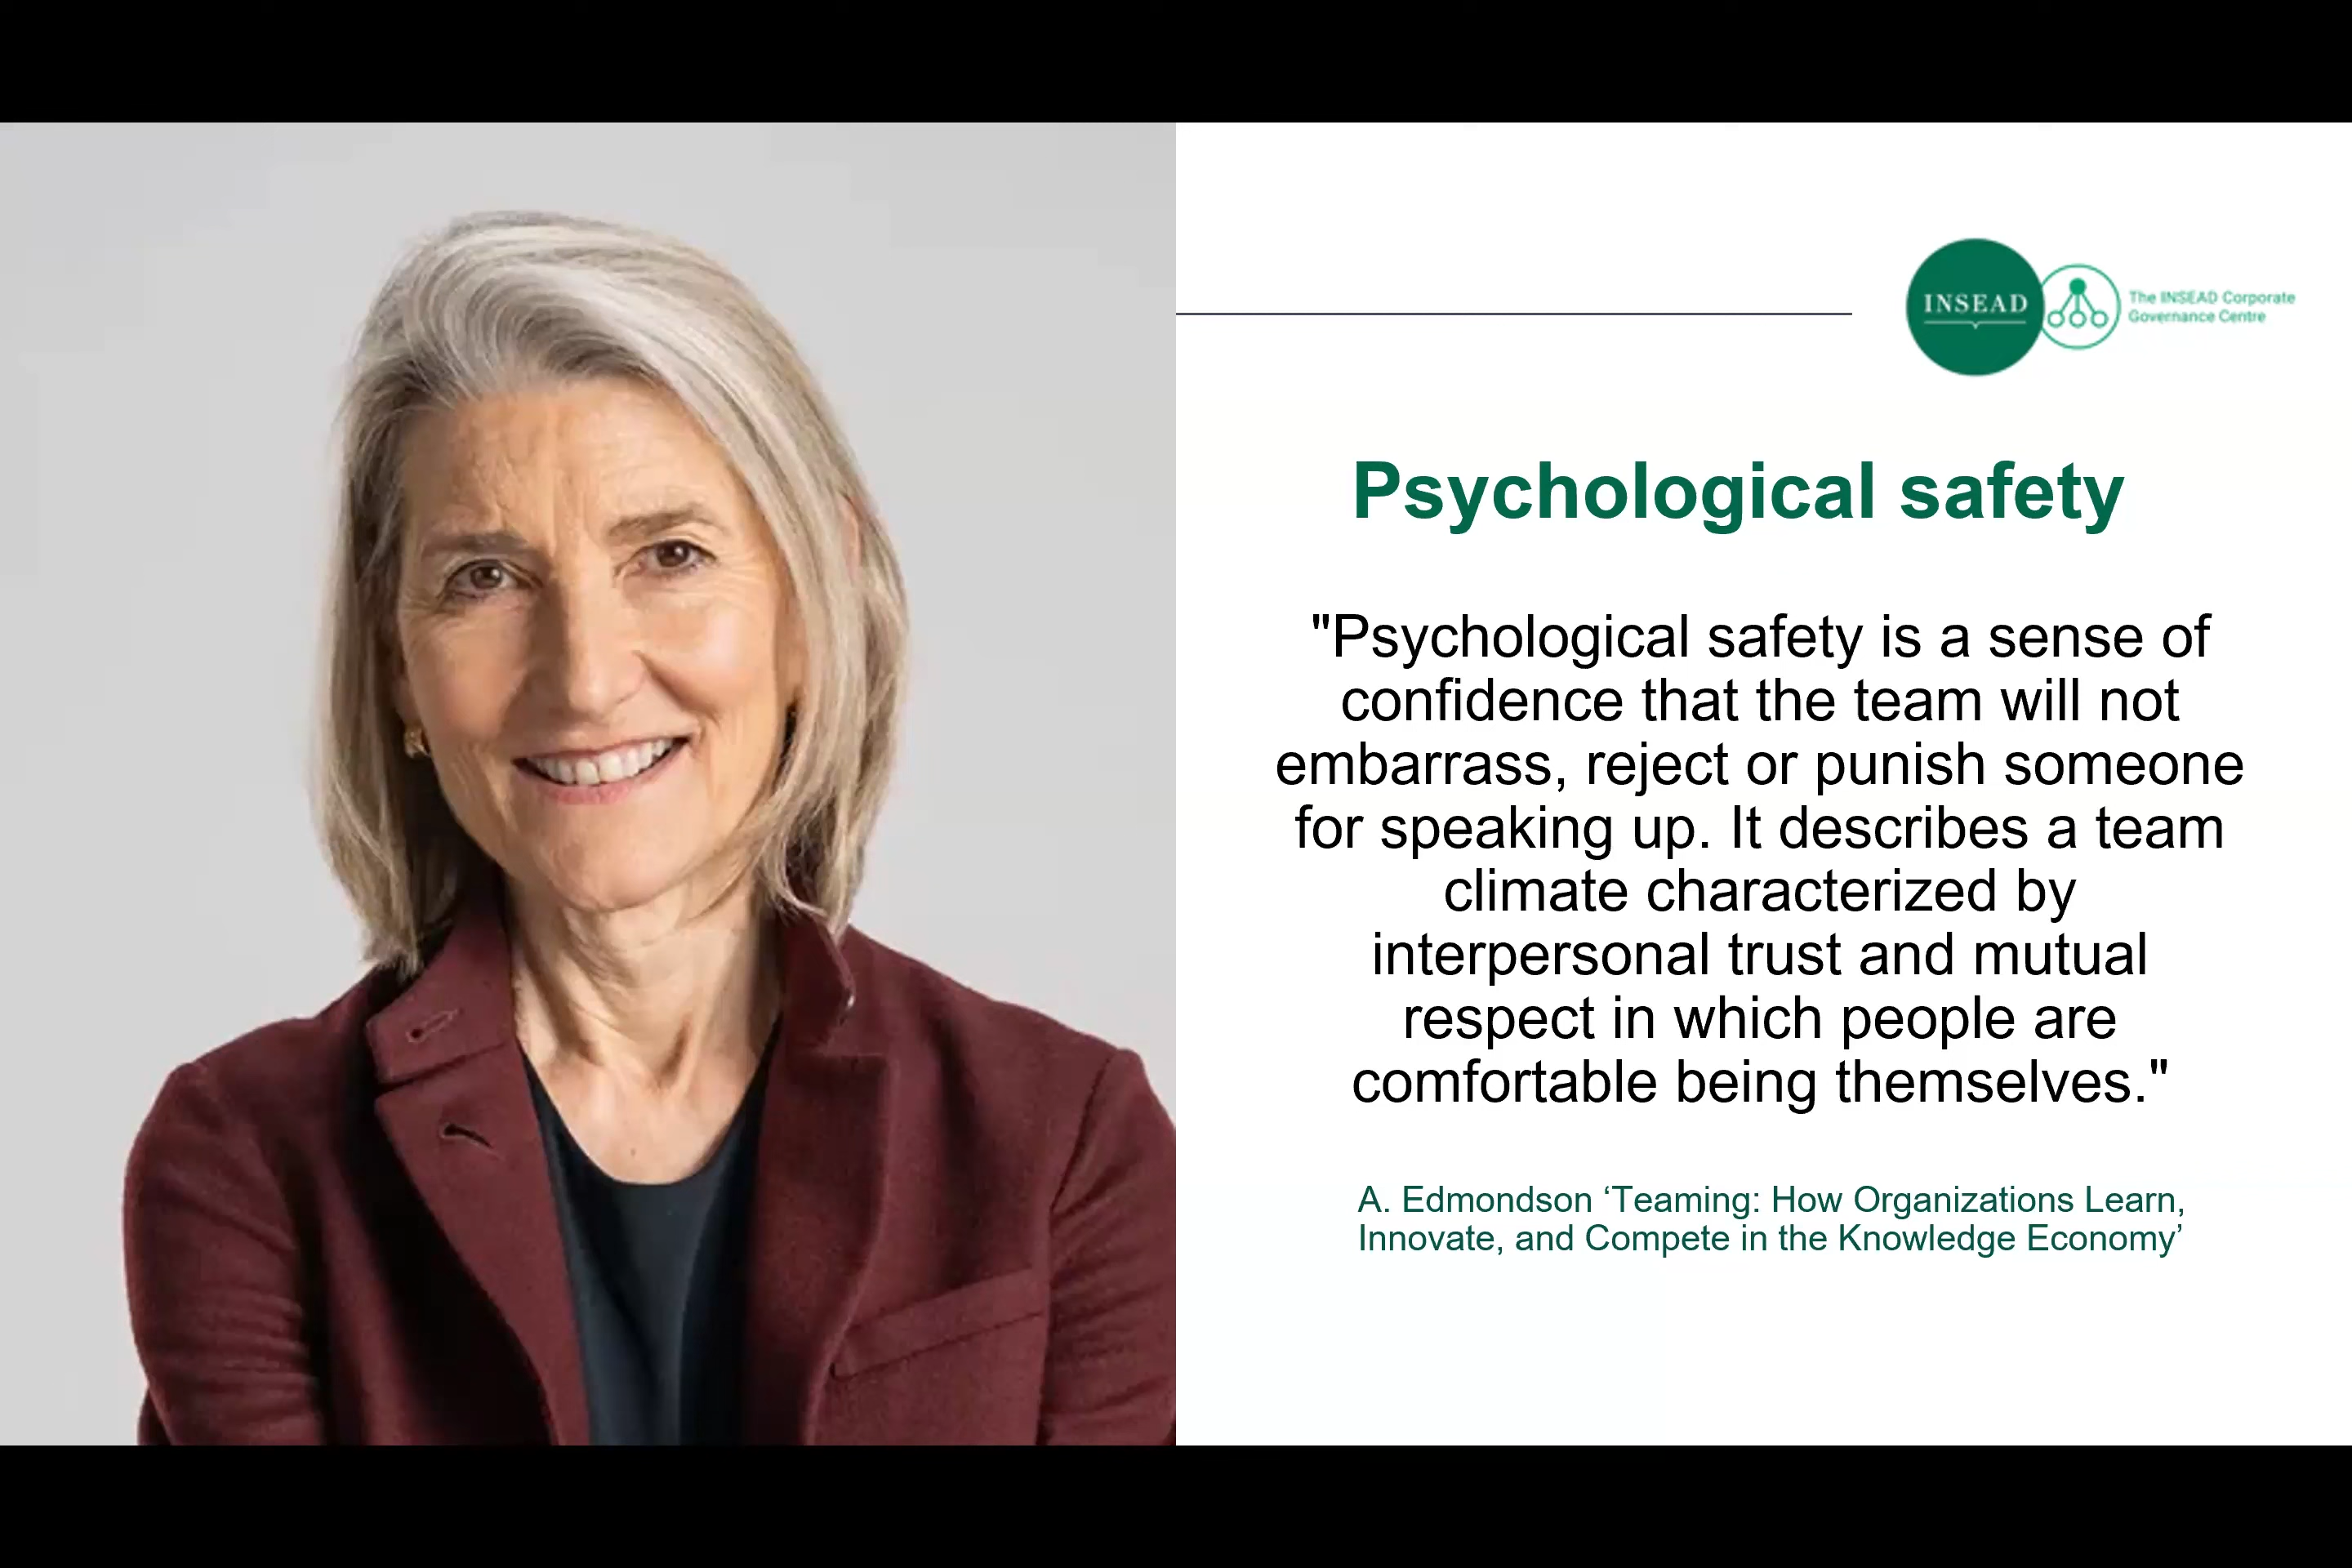 INSEAD
The INSEAD Corporate
Governance Centre
Psychological safety
"Psychological safety is a sense of
confidence that the team will not
embarrass, reject or punish someone
for speaking up. It describes a team
climate characterized by
interpersonal trust and mutual
respect in which people are
comfortable being themselves."
A. Edmondson ‘Teaming: How Organizations Learn,
Innovate, and Compete in the Knowledge Economy’